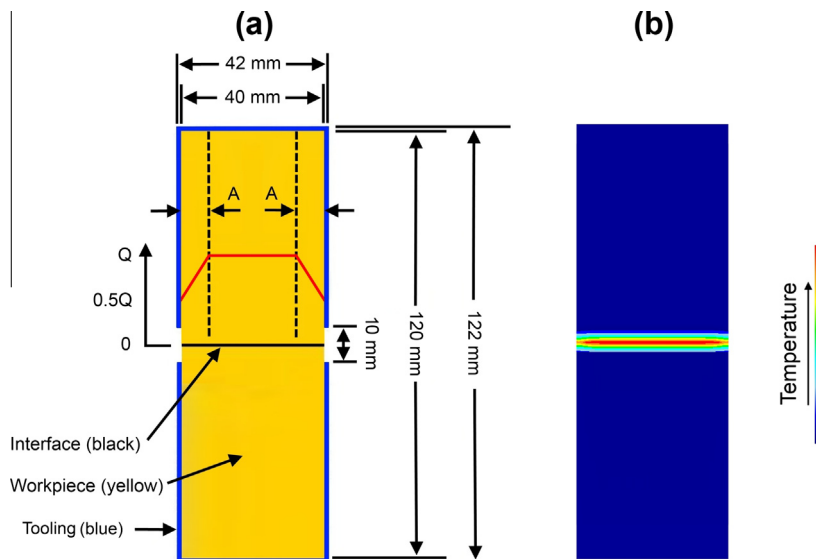 (a)
(b)
42 mm
40 mm
A
A
Q
0.5Q
0
10 mm
120 mm
122 mm
Temperature
Interface (black)
Workpiece (yellow)
Tooling (blue)